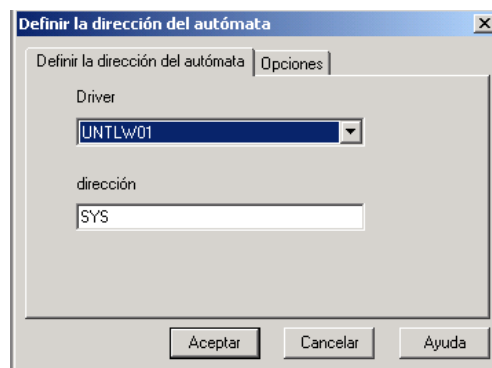 Definir la dirección del autómata
Definir la dirección del autómata Opciones
Driver
UNTLW01
dirección
SYS
Aceptar Cancelar Ayuda